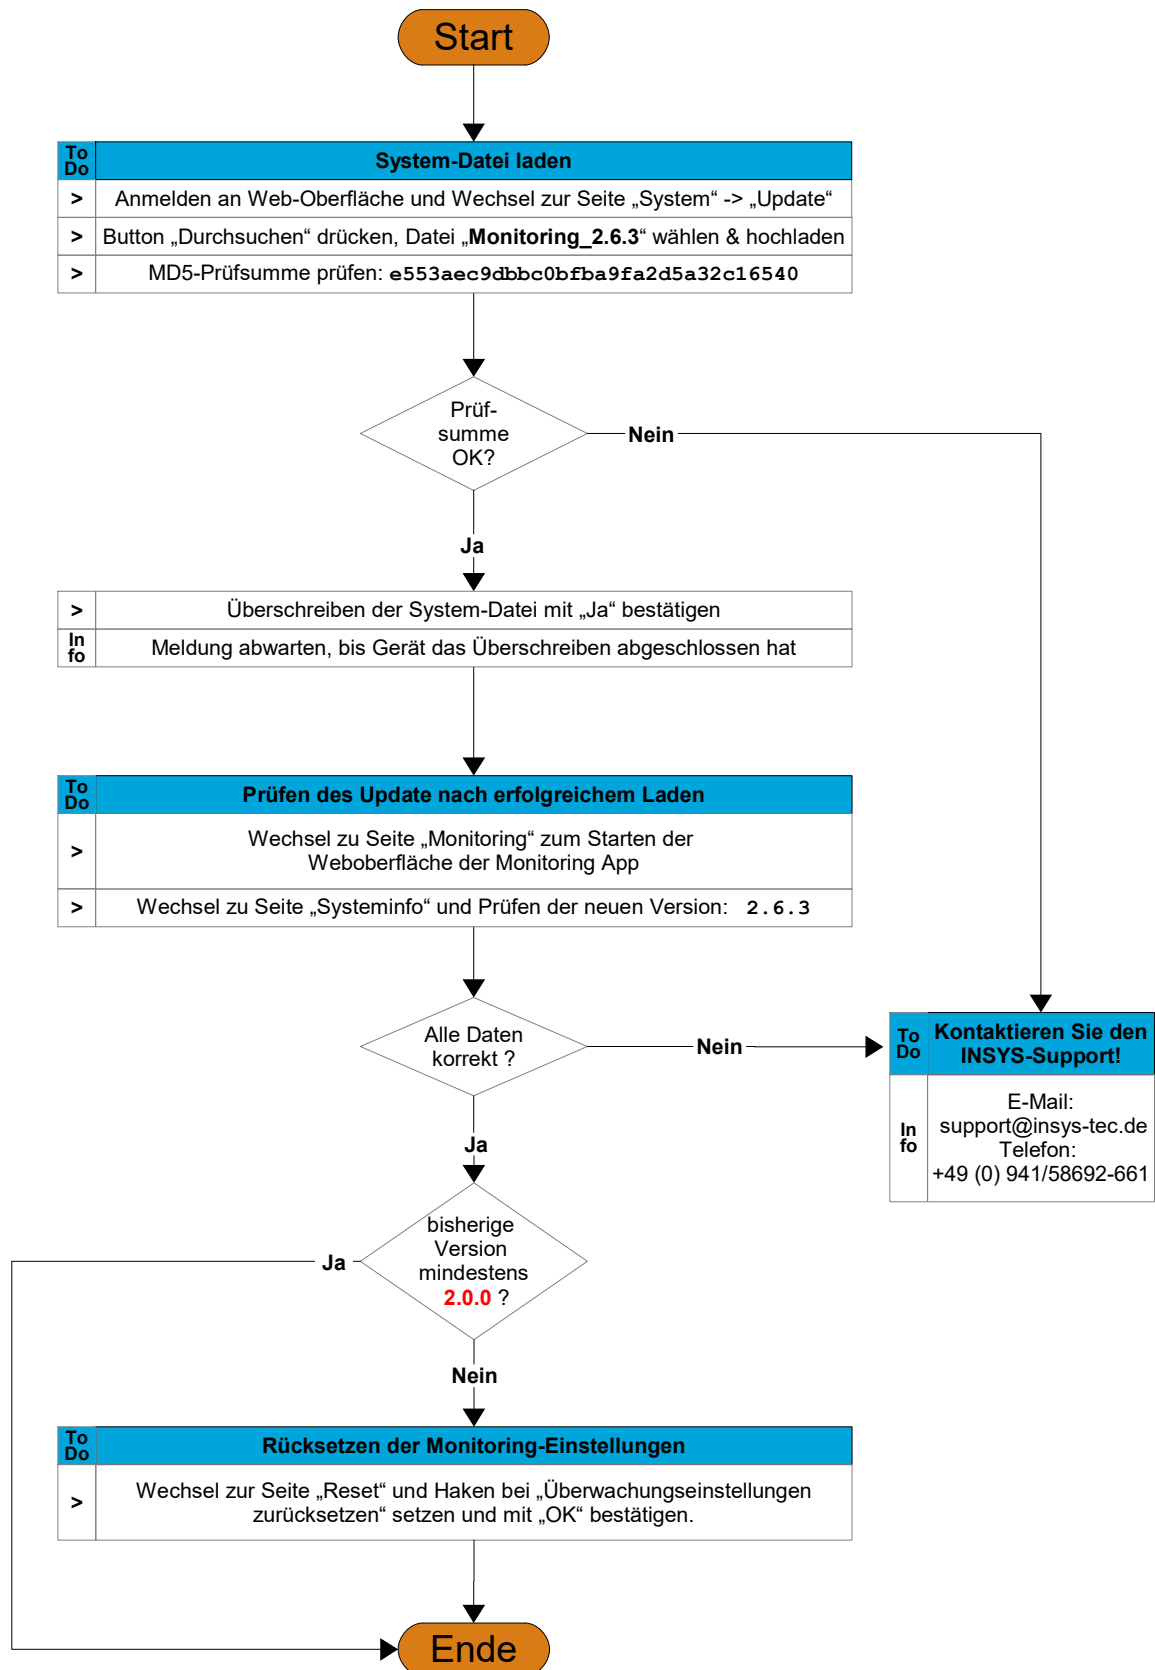 Start
To
Do
System-Datei laden
> Anmelden an Web-Oberfläche und Wechsel zur Seite „System“ -> „Update“
> Button „Durchsuchen“ drücken, Datei „Monitoring_2.6.3“ wählen & hochladen
> MD5-Prüfsumme prüfen: e553aec9dbbc0bfba9fa2d5a32c16540
Prüf-
summe
OK?
Nein
Ja
> Überschreiben der System-Datei mit „Ja“ bestätigen
In
fo
Meldung abwarten, bis Gerät das Überschreiben abgeschlossen hat
To
Do
Prüfen des Update nach erfolgreichem Laden
> Wechsel zu Seite „Monitoring“ zum Starten der
Weboberfläche der Monitoring App
> Wechsel zu Seite „Systeminfo“ und Prüfen der neuen Version: 2.6.3
Alle Daten
korrekt ?
Nein
To
Do
Kontaktieren Sie den
INSYS-Support!
In
fo
E-Mail:
support@insys-tec.de
Telefon:
+49 (0) 941/58692-661
Ja
bisherige
Version
mindestens
2.0.0 ?
Ja
Nein
To
Do
Rücksetzen der Monitoring-Einstellungen
> Wechsel zur Seite „Reset“ und Haken bei „Überwachungseinstellungen
zurücksetzen“ setzen und mit „OK“ bestätigen.
Ende